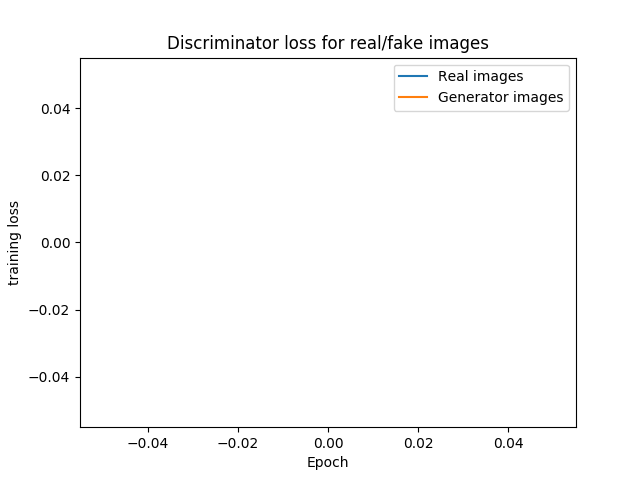 Discriminator loss for real/fake images
Real images
Generator images
0.04
0.02
0.00
−0.02
−0.04
training loss
−0.04
−0.02
0.00
0.02
0.04
Epoch